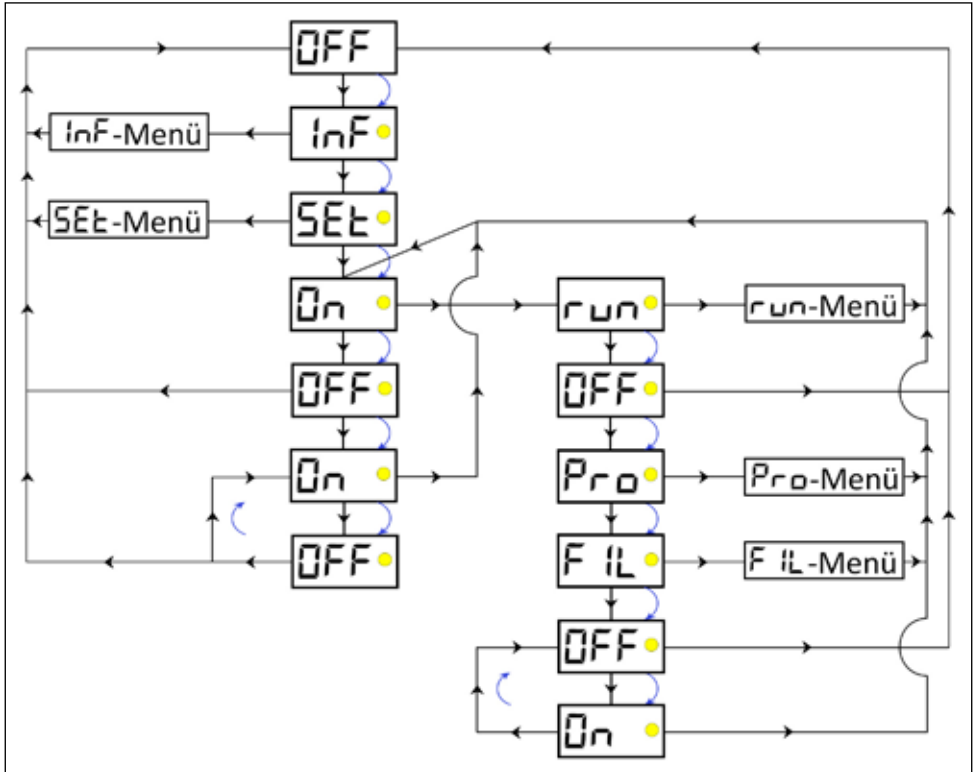 OFF
InF
InF-Menü
SEt
SEt-Menü
On
OFF
On
OFF
run
run-Menü
OFF
Pro
Pro-Menü
FIL
FIL-Menü
OFF
On